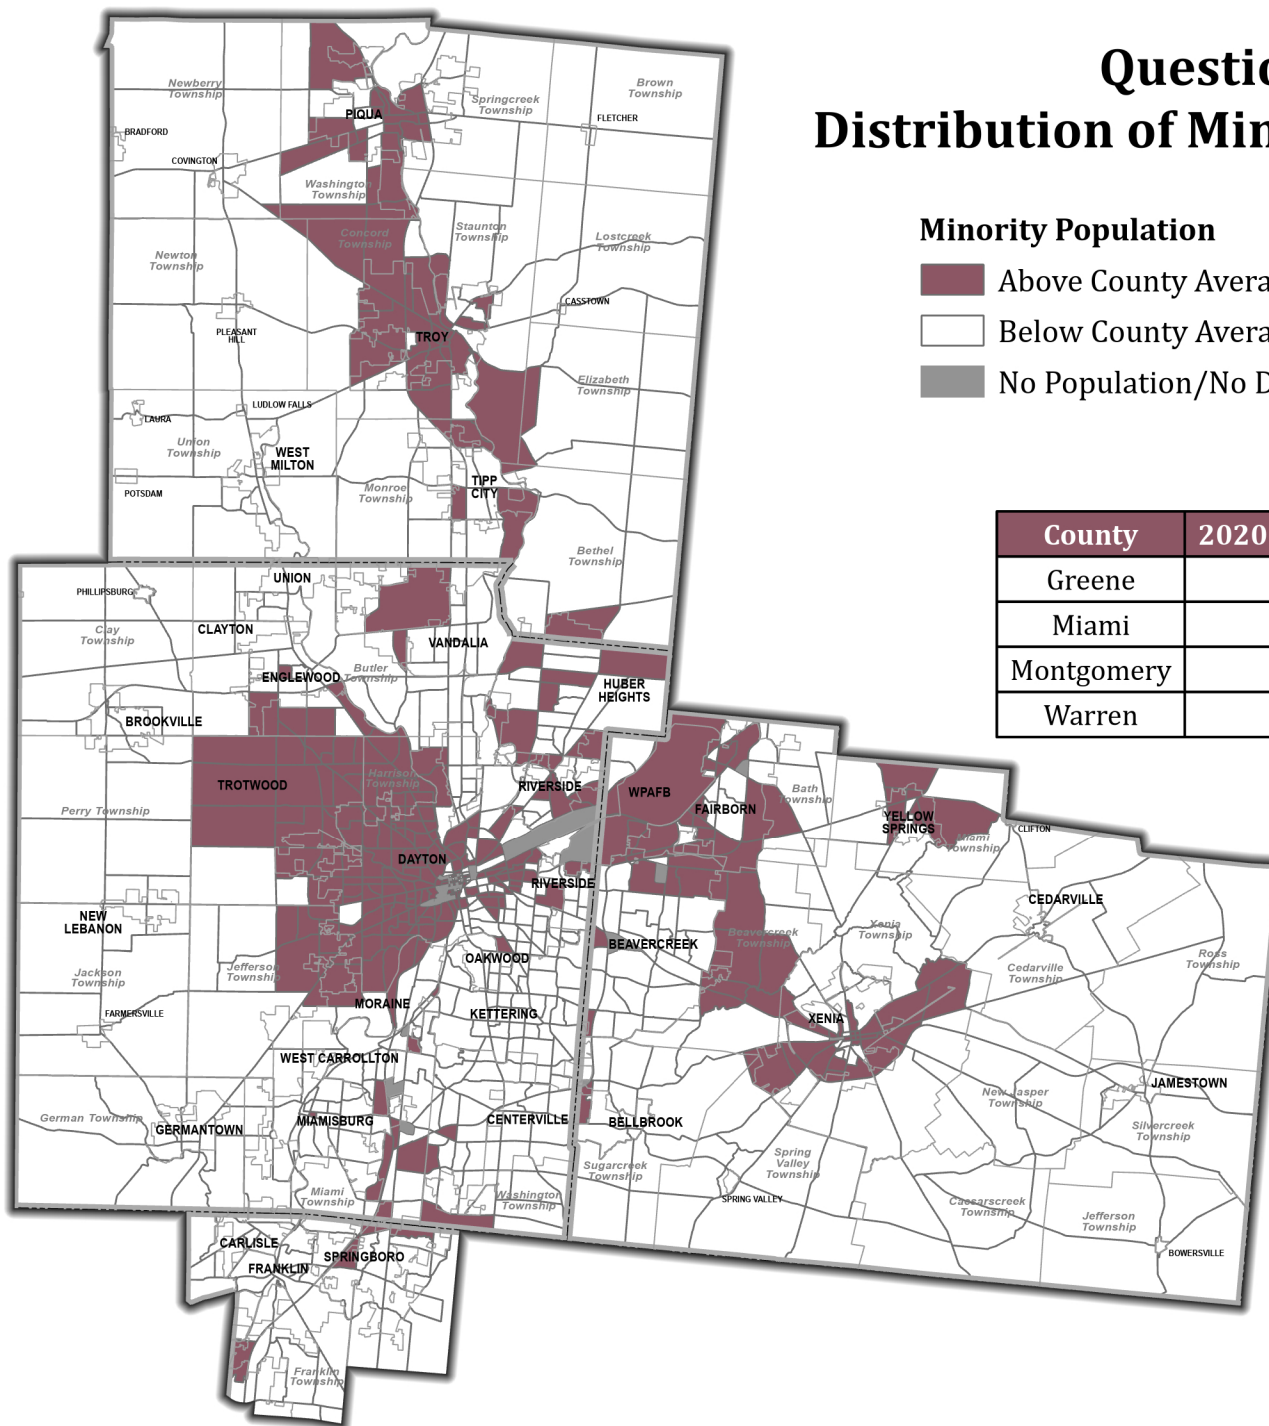 Questio
Distribution of Min
Minority Population
Above County Avera
Below County Avera
No Population/No D
County 2020
Greene
Miami
Montgomery
Warren
Newberry
Township
Brown
Township
Springcreek
Township
PIQUA
FLETCHER
BRADFORD
COVINGTON
Washington
Township
Concord
Township
Staunton
Township
Lostcreek
Township
Newton
Township
CASSTOWN
PLEASANT
HILL
TROY
Elizabeth
Township
LUDLOW FALLS
LAURA
Union
Township
WEST
MILTON
POTSDAM
Monroe
Township
TIPP
CITY
Bethel
Township
UNION
PHILLIPSBURG
Clay
Township
CLAYTON
VANDALIA
ENGLEWOOD
Butler
Township
HUBER
HEIGHTS
BROOKVILLE
TROTWOOD
Harrison
Township
RIVERSIDE
WPAFB
FAIRBORN
Bath
Township
YELLOW
SPRINGS
Miami
Township
CLIFTON
Perry Township
DAYTON
RIVERSIDE
NEW
LEBANON
CEDARVILLE
OAKWOOD
BEAVERCREEK
Beavercreek
Township
Xenia
Township
Cedarville
Township
Ross
Township
Jackson
Township
Jefferson
Township
MORAINE
FARMERSVILLE
KETTERING
XENIA
WEST CARROLLTON
JAMESTOWN
New Jasper
Township
German Township
GERMANTOWN
MIAMISBURG
CENTERVILLE
BELLBROOK
Silvercreek
Township
Sugarcreek
Township
Spring
Valley
Township
SPRING VALLEY
Miami
Township
Washington
Township
Caesarscreek
Township
Jefferson
Township
CARLISLE
FRANKLIN
SPRINGBORO
BOWERSVILLE
Franklin
Township